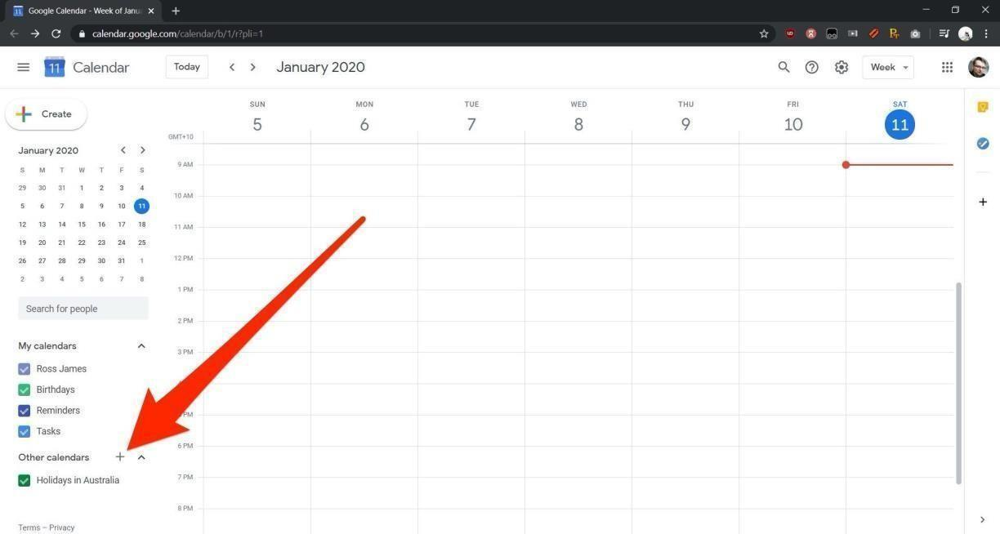 Google Calendar - Week of Janua
calendar.google.com/calendar/b/1/r?pli=1
11 Calendar
Today
January 2020
Week
Create
January 2020
S M T W T F S
29 30 31 1 2 3 4
5 6 7 8 9 10 11
12 13 14 15 16 17 18
19 20 21 22 23 24 25
26 27 28 29 30 31 1
2 3 4 5 6 7 8
Search for people
My calendars
Ross James
Birthdays
Reminders
Tasks
Other calendars
Holidays in Australia
Terms – Privacy
SUN MON TUE WED THU FRI SAT
5 6 7 8 9 10 11
GMT+10
9 AM
10 AM
11 AM
12 PM
1 PM
2 PM
3 PM
PM
6 PM
7 PM
8 PM